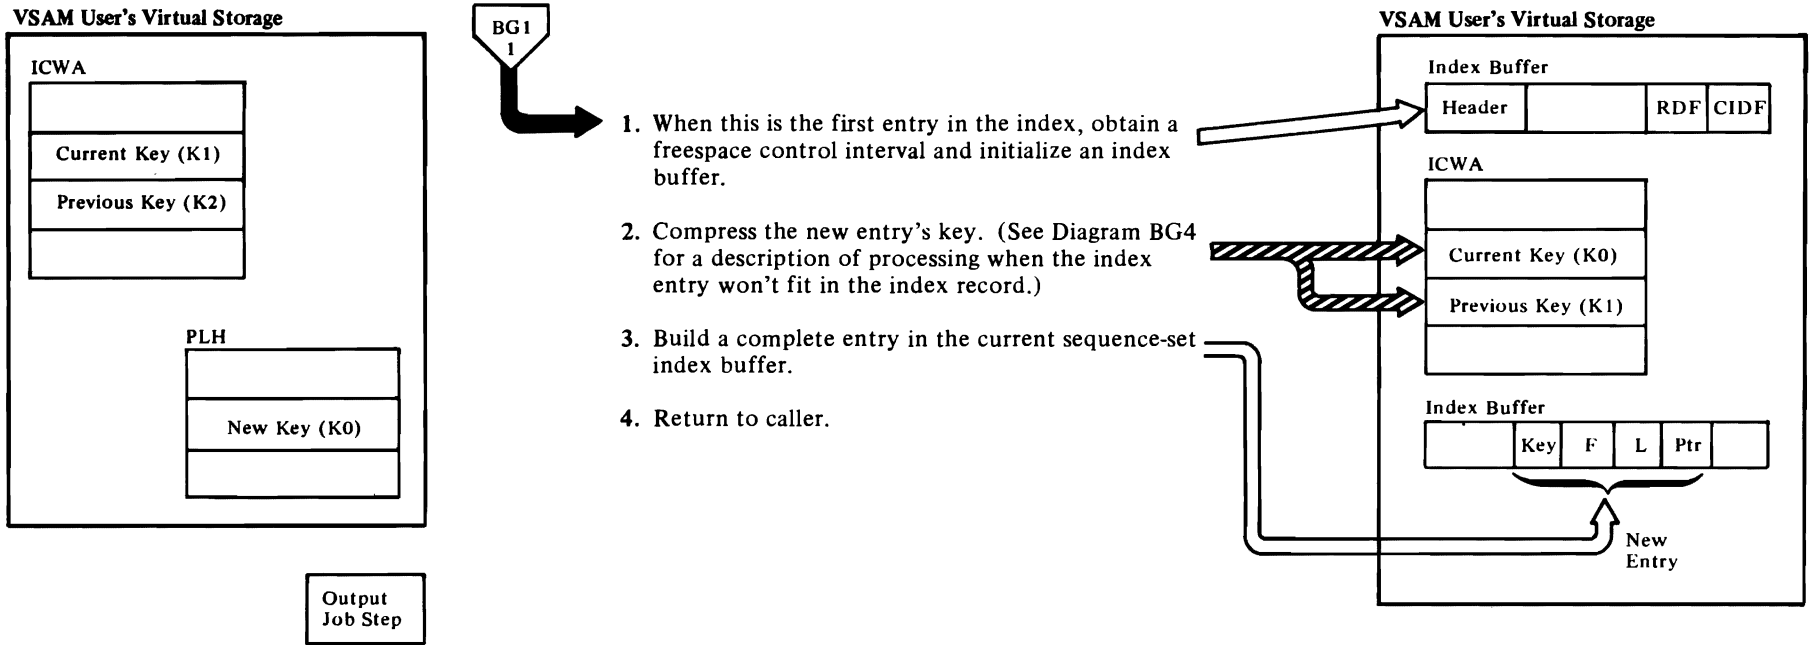 VSAM User's Virtual Storage
ICWA
Current Key (K1)
Previous Key (K2)
PLH
New Key (K0)
Output
Job Step
BG1
1
1. When this is the first entry in the index, obtain a
freespace control interval and initialize an index
buffer.
2. Compress the new entry's key. (See Diagram BG4
for a description of processing when the index
entry won't fit in the index record.)
3. Build a complete entry in the current sequence-set
index buffer.
4. Return to caller.
VSAM User's Virtual Storage
Index Buffer
Header RDF CIDF
ICWA
Current Key (K0)
Previous Key (K1)
Index Buffer
Key F L Ptr
New
Entry